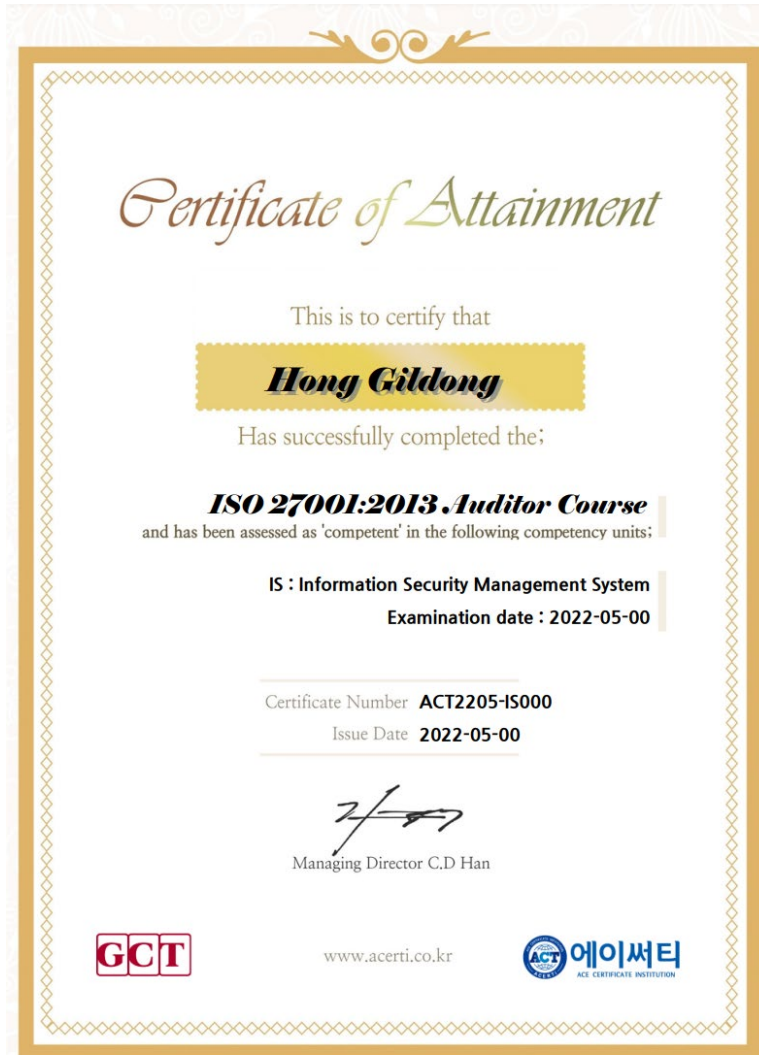 Certificate of Attainment
This is to certify that
Hong Gildong
Has successfully completed the;
ISO 27001:2013 Auditor Course
and has been assessed as 'competent' in the following competency units;
IS : Information Security Management System
Examination date : 2022-05-00
Certificate Number ACT2205-IS000
Issue Date 2022-05-00
Managing Director C.D Han
GCT
www.acerti.co.kr
ACT 에이써티
ACE CERTIFICATE INSTITUTION